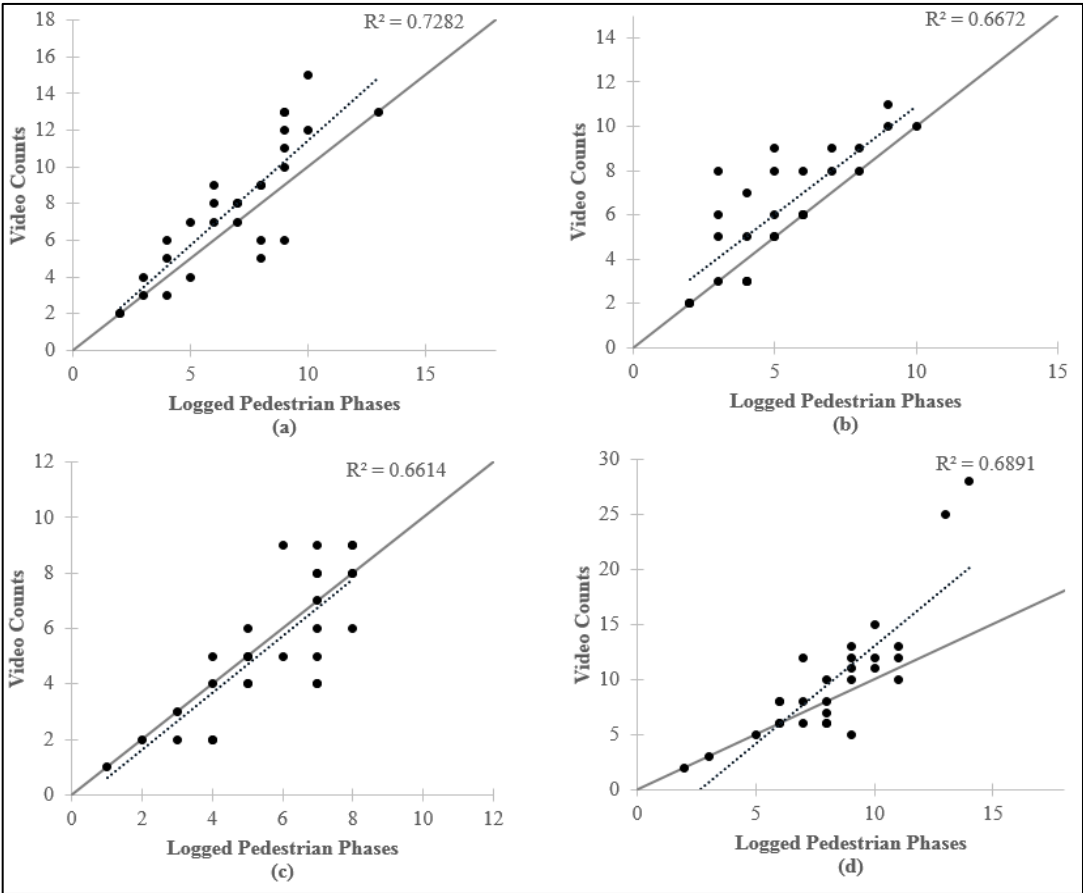 R² = 0.7282
18
16
14
12
10
8
6
4
2
0
Video Counts
0 5 10 15
Logged Pedestrian Phases
(a)
R² = 0.6672
14
12
10
8
6
4
2
0
Video Counts
0 5 10 15
Logged Pedestrian Phases
(b)
R² = 0.6614
12
10
8
6
4
2
0
Video Counts
0 2 4 6 8 10 12
Logged Pedestrian Phases
(c)
R² = 0.6891
30
25
20
15
10
5
0
Video Counts
0 5 10 15
Logged Pedestrian Phases
(d)